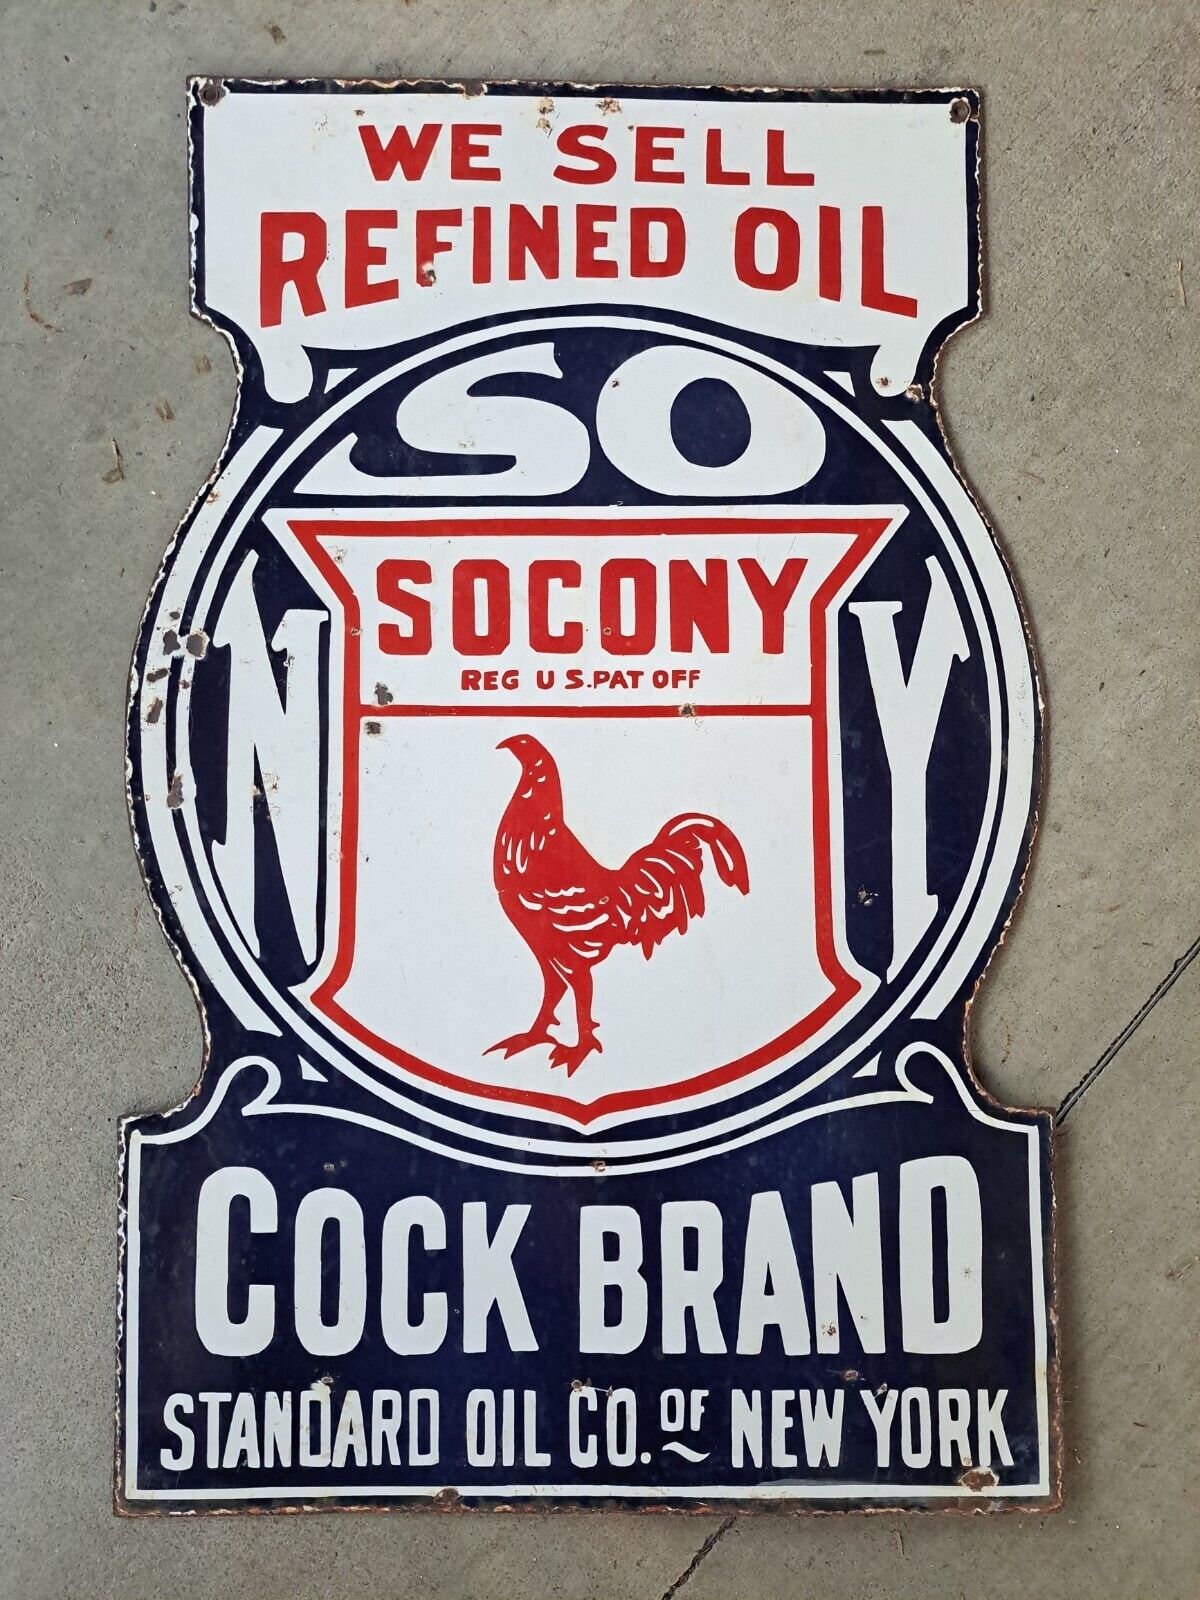 WE SELL
REFINED OIL
SO
N Y
SOCONY
REG U S.PAT OFF
COCK BRAND
STANDARD OIL CO. OF NEW YORK